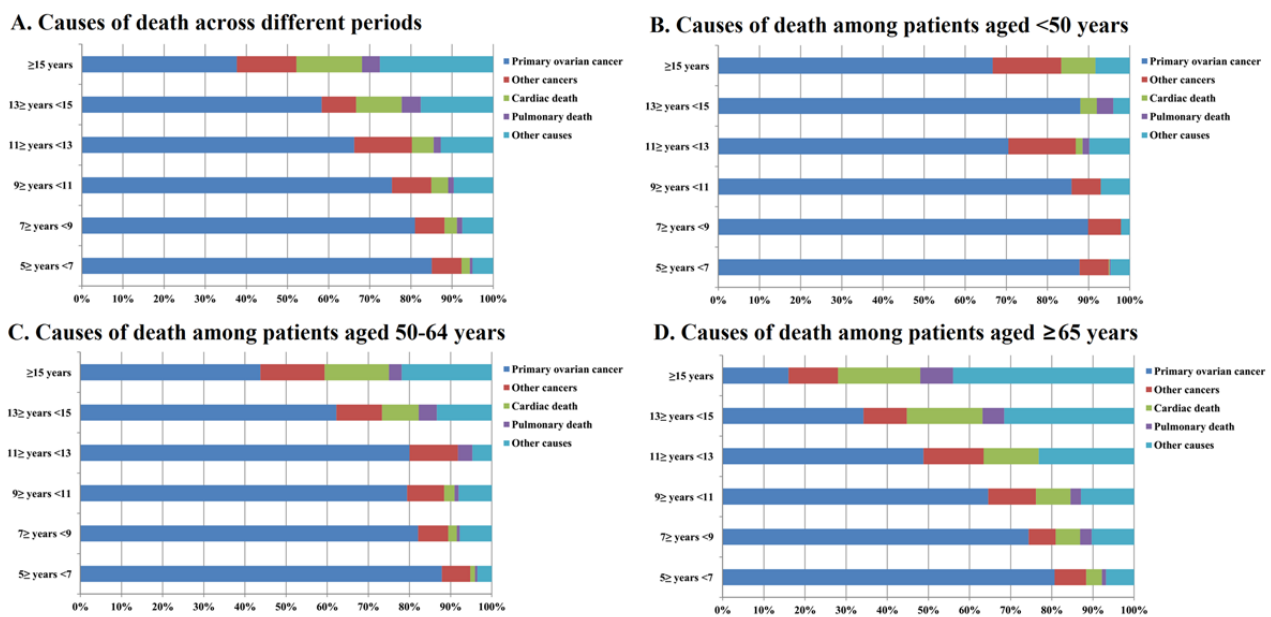 A. Causes of death across different periods
≥15 years
13≥ years <15
11≥ years <13
9≥ years <11
7≥ years <9
5≥ years <7
0% 10% 20% 30% 40% 50% 60% 70% 80% 90% 100%
Primary ovarian cancer
Other cancers
Cardiac death
Pulmonary death
Other causes
B. Causes of death among patients aged <50 years
≥15 years
13≥ years <15
11≥ years <13
9≥ years <11
7≥ years <9
5≥ years <7
0% 10% 20% 30% 40% 50% 60% 70% 80% 90% 100%
Primary ovarian cancer
Other cancers
Cardiac death
Pulmonary death
Other causes
C. Causes of death among patients aged 50-64 years
≥15 years
13≥ years <15
11≥ years <13
9≥ years <11
7≥ years <9
5≥ years <7
0% 10% 20% 30% 40% 50% 60% 70% 80% 90% 100%
Primary ovarian cancer
Other cancers
Cardiac death
Pulmonary death
Other causes
D. Causes of death among patients aged ≥65 years
≥15 years
13≥ years <15
11≥ years <13
9≥ years <11
7≥ years <9
5≥ years <7
0% 10% 20% 30% 40% 50% 60% 70% 80% 90% 100%
Primary ovarian cancer
Other cancers
Cardiac death
Pulmonary death
Other causes